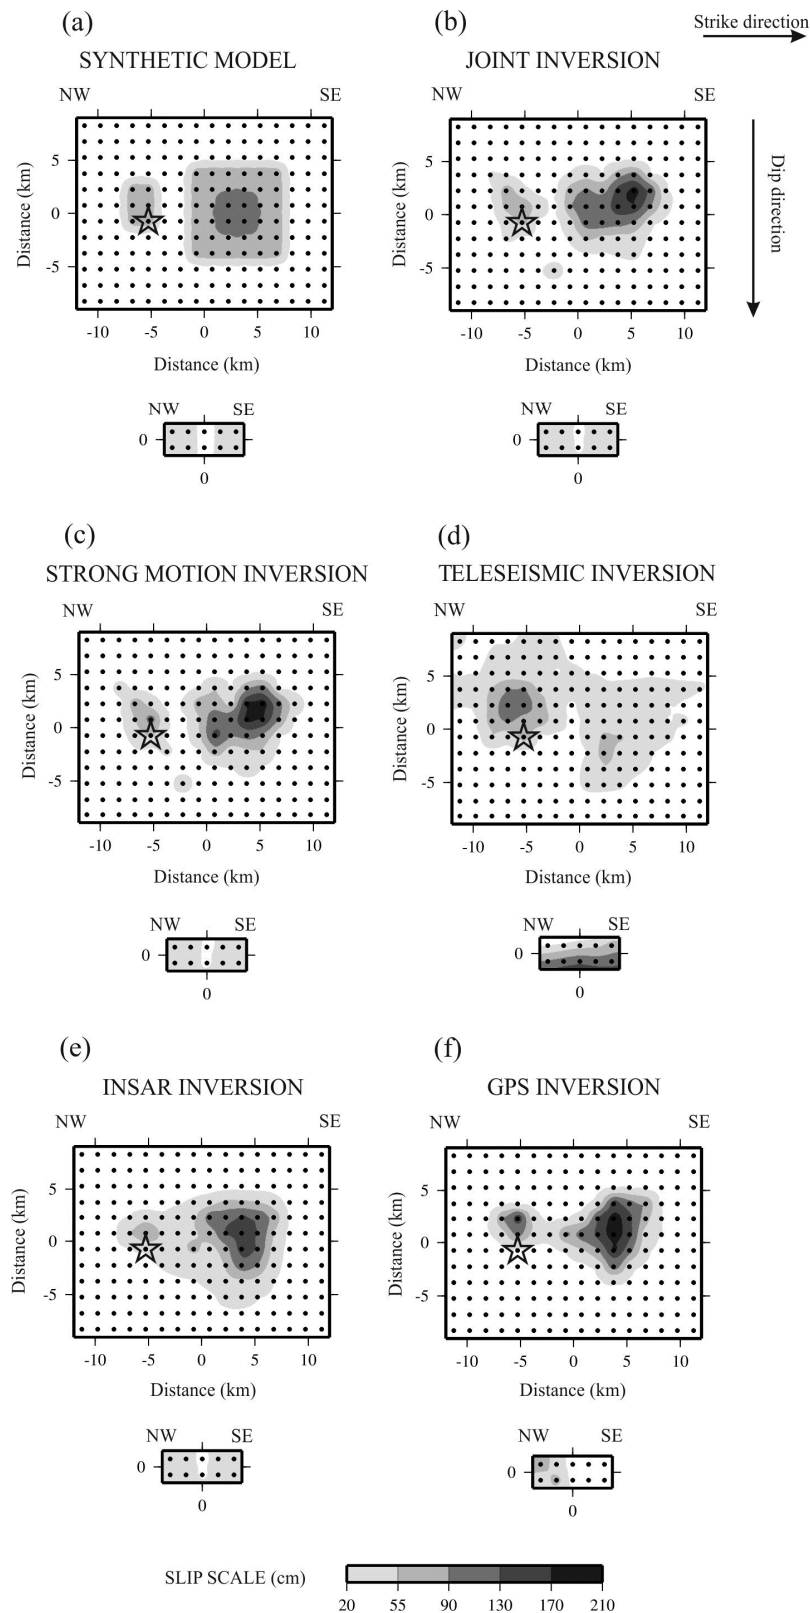 (a)
SYNTHETIC MODEL
NW SE
Distance (km)
5
0
-5
-10 -5 0 5 10
Distance (km)
NW SE
0
0
(b)
Strike direction
JOINT INVERSION
NW SE
Distance (km)
5
0
-5
Dip direction
-10 -5 0 5 10
Distance (km)
NW SE
0
0
(c)
STRONG MOTION INVERSION
NW SE
Distance (km)
5
0
-5
-10 -5 0 5 10
Distance (km)
NW SE
0
0
(d)
TELESEISMIC INVERSION
NW SE
Distance (km)
5
0
-5
-10 -5 0 5 10
Distance (km)
NW SE
0
0
(e)
INSAR INVERSION
NW SE
Distance (km)
5
0
-5
-10 -5 0 5 10
Distance (km)
NW SE
0
0
(f)
GPS INVERSION
NW SE
Distance (km)
5
0
-5
-10 -5 0 5 10
Distance (km)
NW SE
0
0
SLIP SCALE (cm)
20 55 90 130 170 210